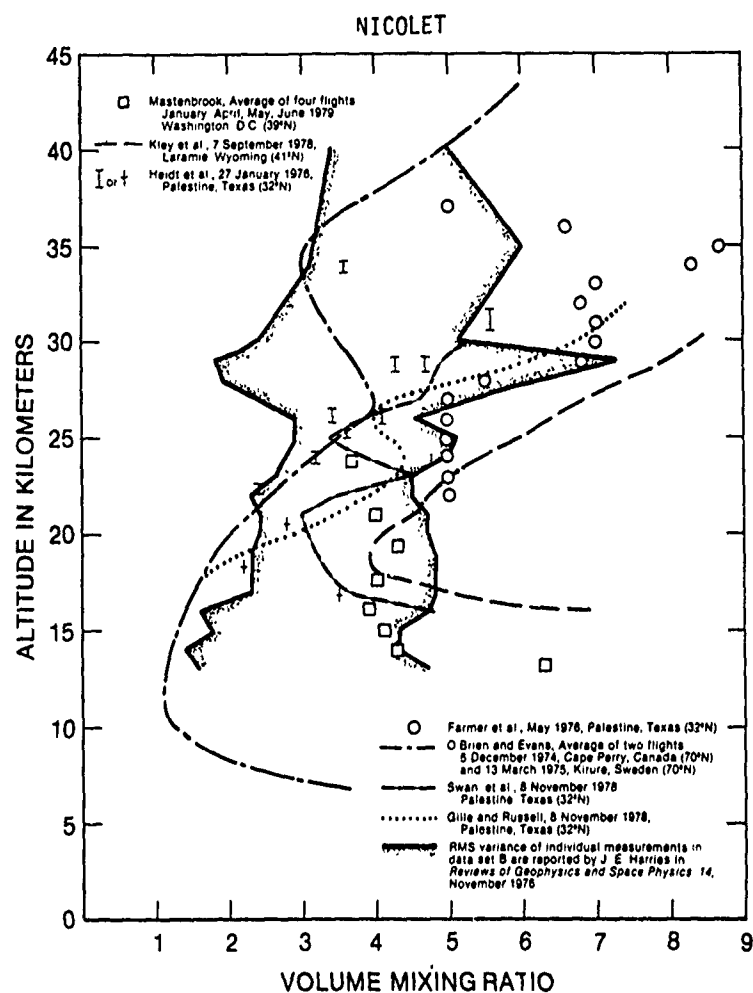 NICOLET
Mastenbrook, Average of four flights
January April, May, June 1979
Washington D C (39°N)
Kley et al, 7 September 1978,
Laramie Wyoming (41°N)
I or † Heidt et al, 27 January 1976,
Palestine, Texas (32°N)
45
40
35
30
25
20
15
10
5
0
ALTITUDE IN KILOMETERS
Farmer et al, May 1976, Palestine, Texas (32°N)
O Brien and Evans, Average of two flights
5 December 1974, Cape Perry, Canada (70°N)
and 13 March 1975, Kirure, Sweden (70°N)
Swan et al, 8 November 1978
Palestine Texas (32°N)
Gille and Russell, 8 November 1978,
Palestine, Texas (32°N)
RMS variance of individual measurements in
data set B are reported by J. E. Harries in
Reviews of Geophysics and Space Physics 14,
November 1976
1 2 3 4 5 6 7 8 9
VOLUME MIXING RATIO